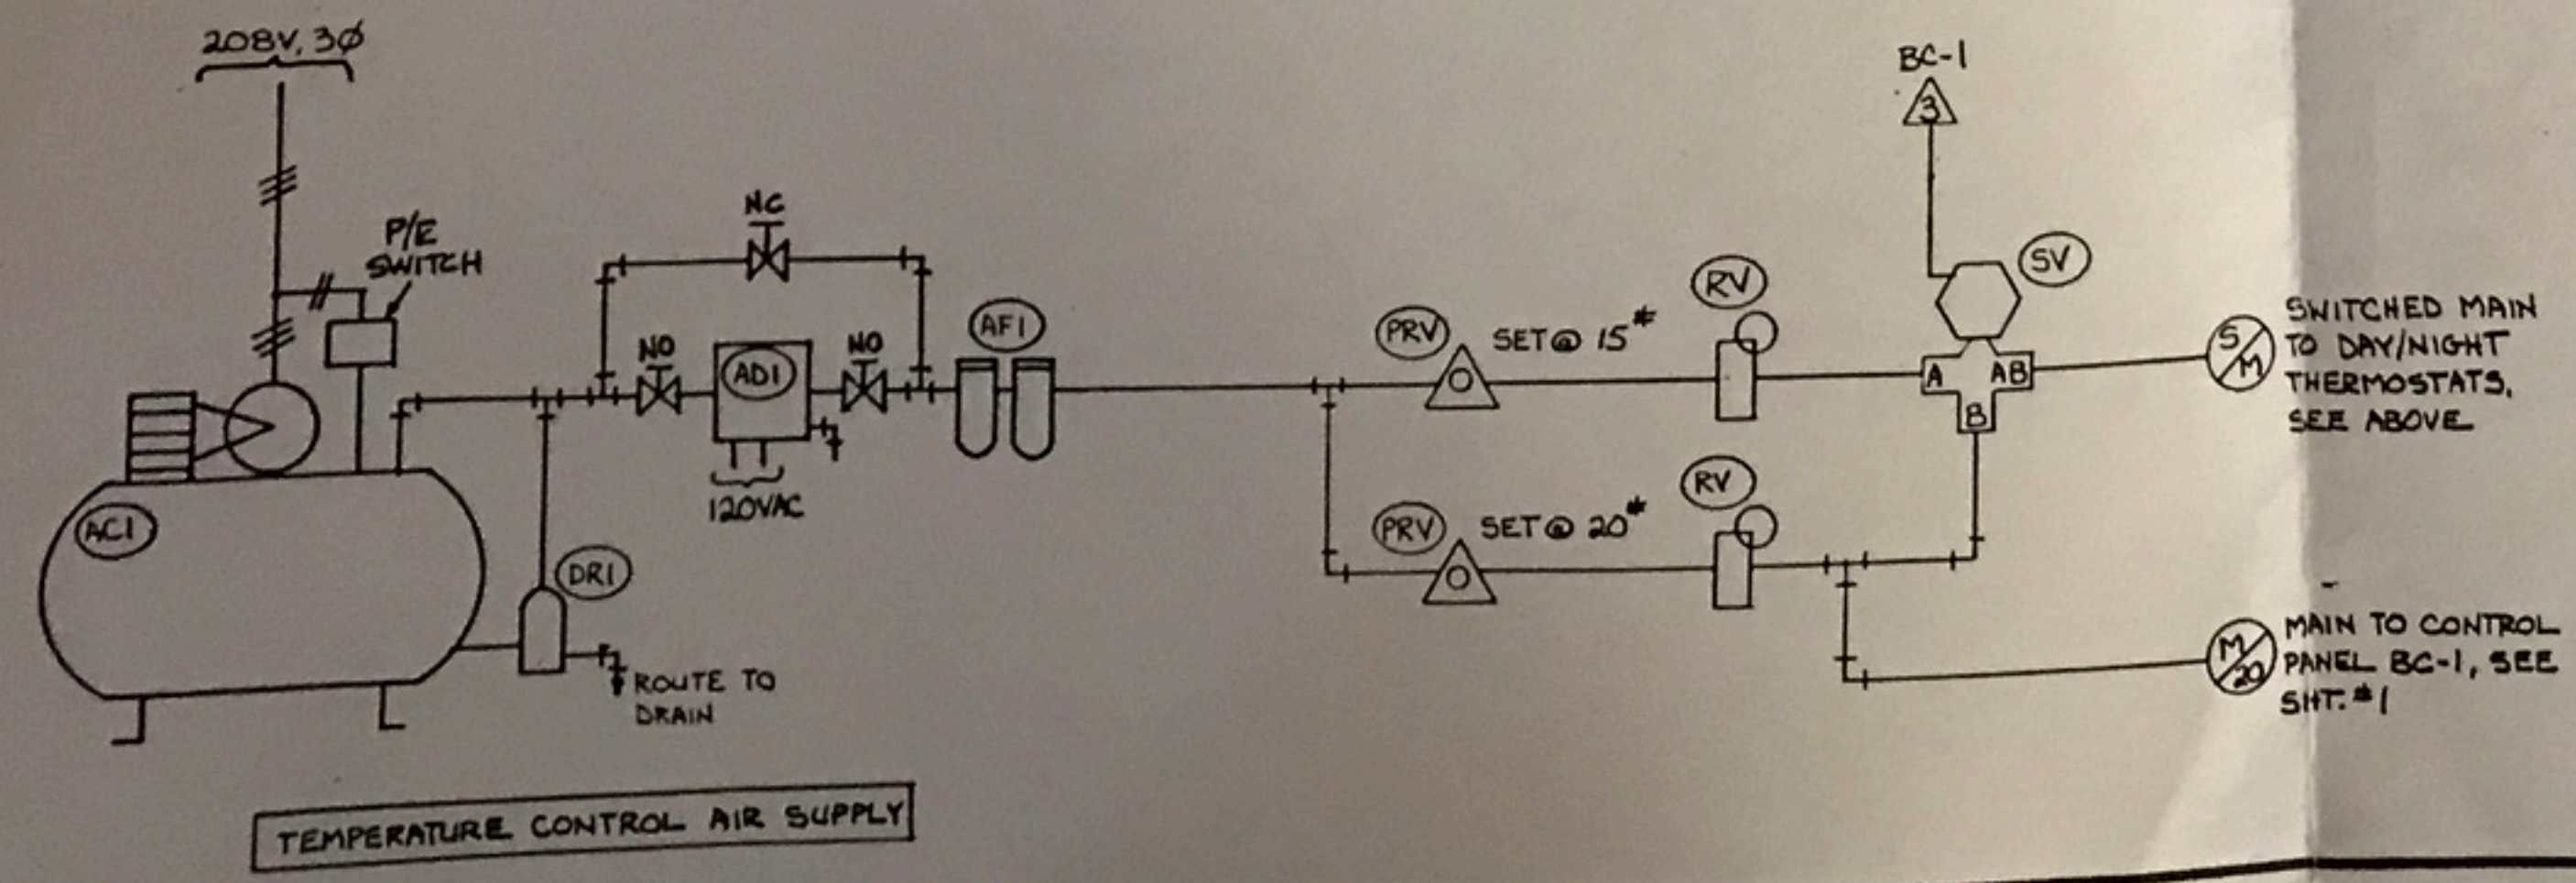 208V, 3Ø
BC-1
3
P/E
SWITCH
NC
SV
RV
AF1
PRV
SET @ 15#
NO
NO
AD1
A
AB
B
S/M
SWITCHED MAIN
TO DAY/NIGHT
THERMOSTATS,
SEE ABOVE
120VAC
AC1
DR1
ROUTE TO
DRAIN
PRV
SET @ 20#
RV
M/20
MAIN TO CONTROL
PANEL BC-1, SEE
SHT. #1
TEMPERATURE CONTROL AIR SUPPLY